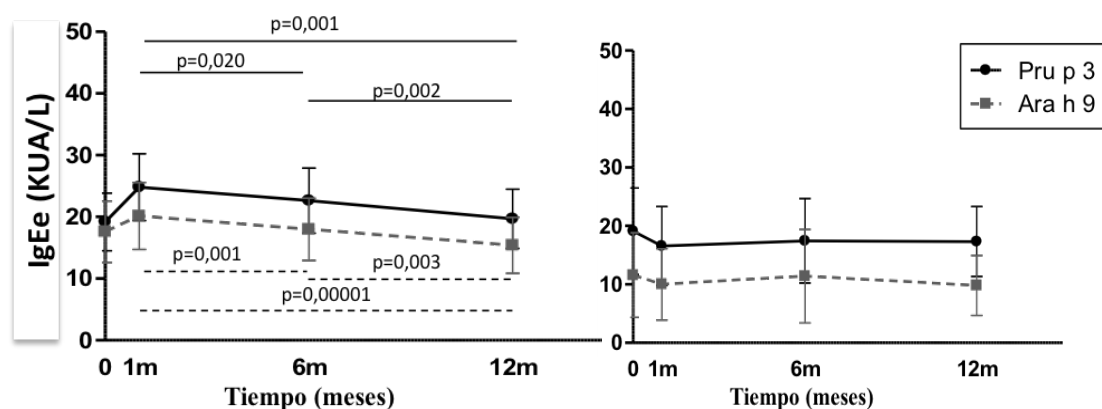 IgEe (KUA/L)
50
40
30
20
10
0
p=0,001
p=0,020
p=0,002
p=0,001
p=0,003
p=0,00001
0 1m 6m 12m
Tiempo (meses)
50
40
30
20
10
0
0 1m 6m 12m
Tiempo (meses)
Pru p 3
Ara h 9